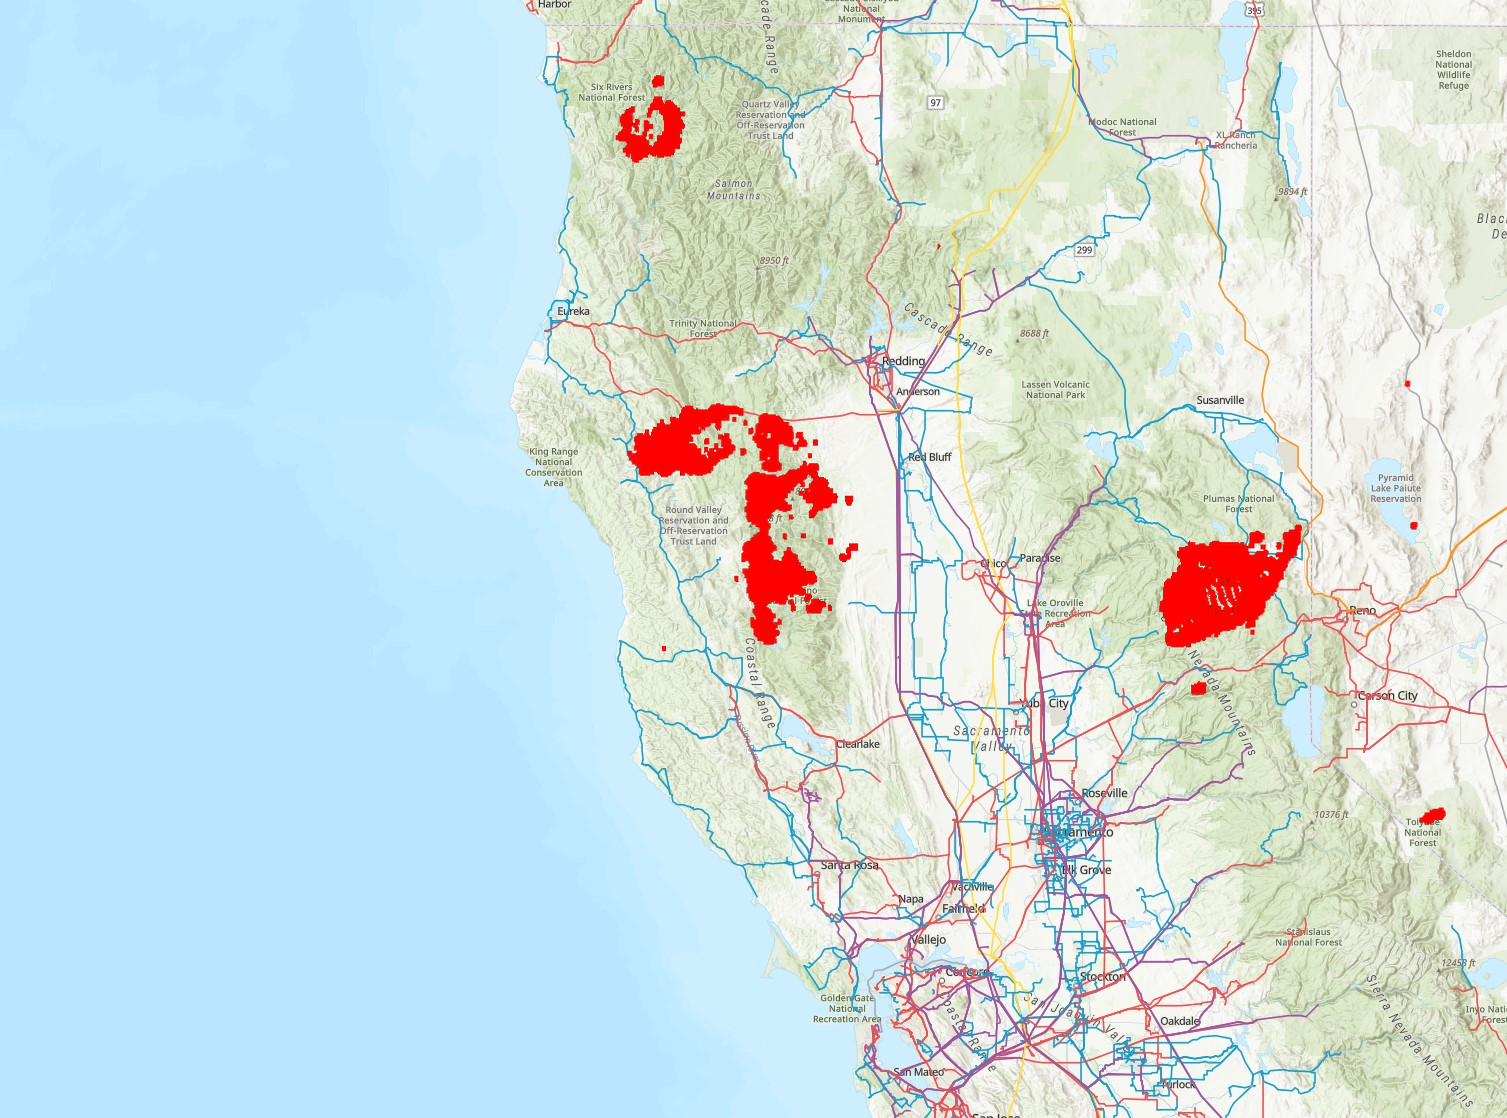 Harbor
Cascade Range
National
Monument
395
Sheldon
National
Wildlife
Refuge
Six Rivers
National Forest
97
Quartz Valley
Reservation and
Off-Reservation
Trust Land
Modoc National
Forest
XL Ranch
Rancheria
Salmon
Mountains
9894 ft
299
8950 ft
Eureka
Trinity National
Forest
Cascade Range
8688 ft
Redding
Anderson
Lassen Volcanic
National Park
Susanville
King Range
National
Conservation
Area
Red Bluff
Pyramid
Lake Paiute
Reservation
Plumas National
Forest
Round Valley
Reservation and
Off-Reservation
Trust Land
Chico
Paradise
Lake Oroville
State Recreation
Area
Reno
Coastal Range
Nevada Mountains
Carson City
Yuba City
Sacramento
Valley
Clearlake
Roseville
10376 ft
National
Forest
Sacramento
Santa Rosa
Elk Grove
Vacaville
Napa
Fairfield
Vallejo
Stanislaus
National Forest
12458 ft
Concord
Stockton
Golden Gate
National
Recreation Area
San Joaquin Valley
Coastal Range
Oakdale
Sierra Nevada Mountains
San Mateo
Turlock
San Jose